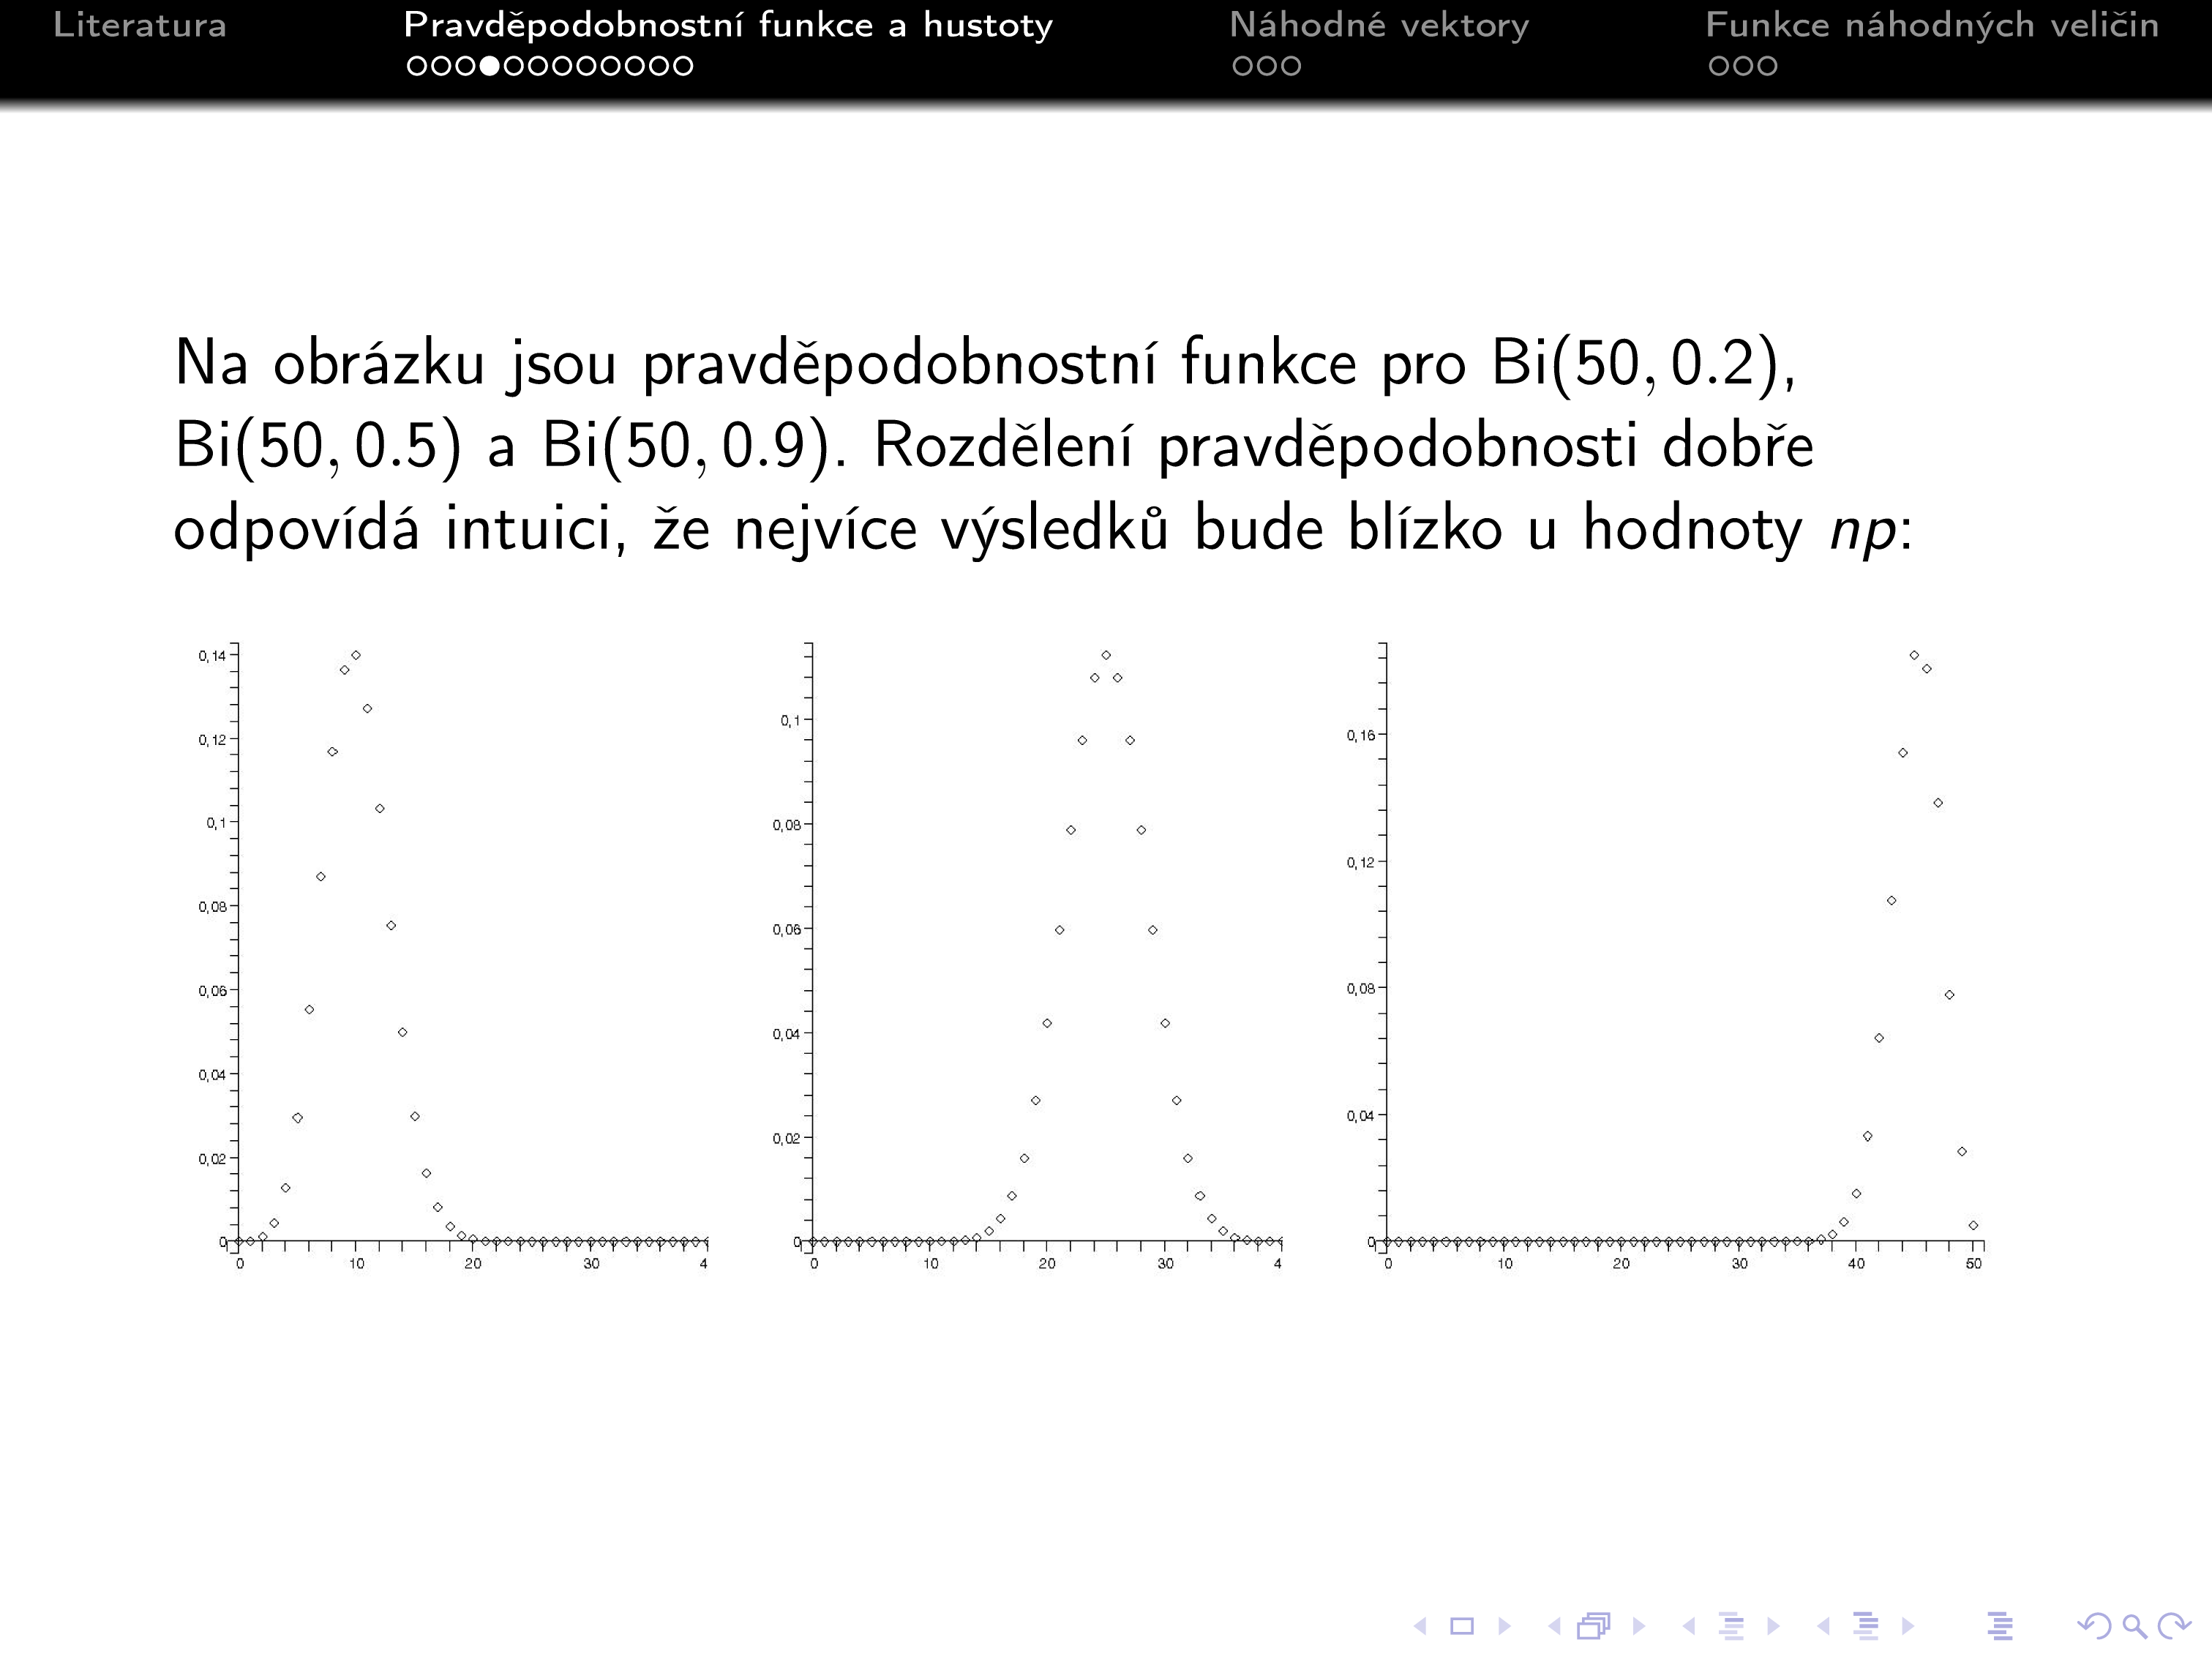 Literatura
Pravděpodobnostní funkce a hustoty
Náhodné vektory
Funkce náhodných veličin
Na obrázku jsou pravděpodobnostní funkce pro Bi(50, 0.2),
Bi(50, 0.5) a Bi(50, 0.9). Rozdělení pravděpodobnosti dobře
odpovídá intuici, že nejvíce výsledků bude blízko u hodnoty np:
0,14
0,12
0,1
0,08
0,06
0,04
0,02
0
0 10 20 30 4
0,1
0,08
0,06
0,04
0,02
0
0 10 20 30 4
0,16
0,12
0,08
0,04
0
0 10 20 30 40 50